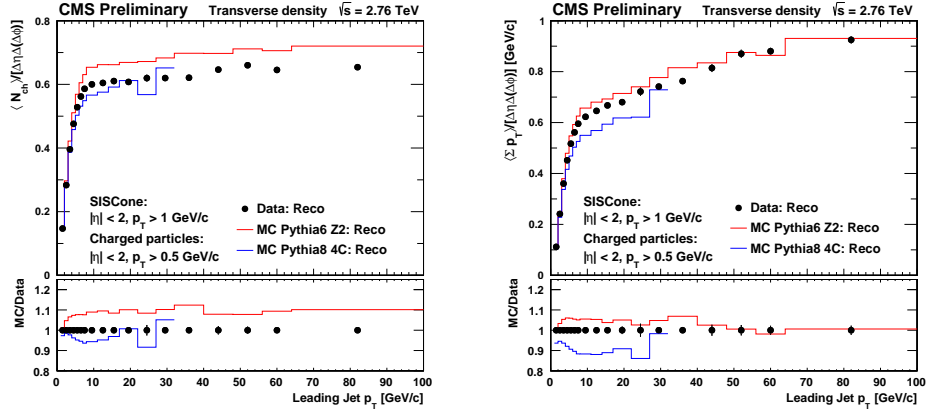 CMS Preliminary Transverse density √s = 2.76 TeV
⟨ N_ch⟩/[ΔηΔ(Δφ)]
0.8
0.6
0.4
0.2
0
SISCone:
|η| < 2, p_T > 1 GeV/c
Charged particles:
|η| < 2, p_T > 0.5 GeV/c
Data: Reco
MC Pythia6 Z2: Reco
MC Pythia8 4C: Reco
MC/Data
1.2
1.1
1
0.9
0.8
0 10 20 30 40 50 60 70 80 90 100
Leading Jet p_T [GeV/c]
CMS Preliminary Transverse density √s = 2.76 TeV
⟨Σ p_T⟩/[ΔηΔ(Δφ)] [GeV/c]
1
0.8
0.6
0.4
0.2
0
SISCone:
|η| < 2, p_T > 1 GeV/c
Charged particles:
|η| < 2, p_T > 0.5 GeV/c
Data: Reco
MC Pythia6 Z2: Reco
MC Pythia8 4C: Reco
MC/Data
1.2
1.1
1
0.9
0.8
0 10 20 30 40 50 60 70 80 90 100
Leading Jet p_T [GeV/c]